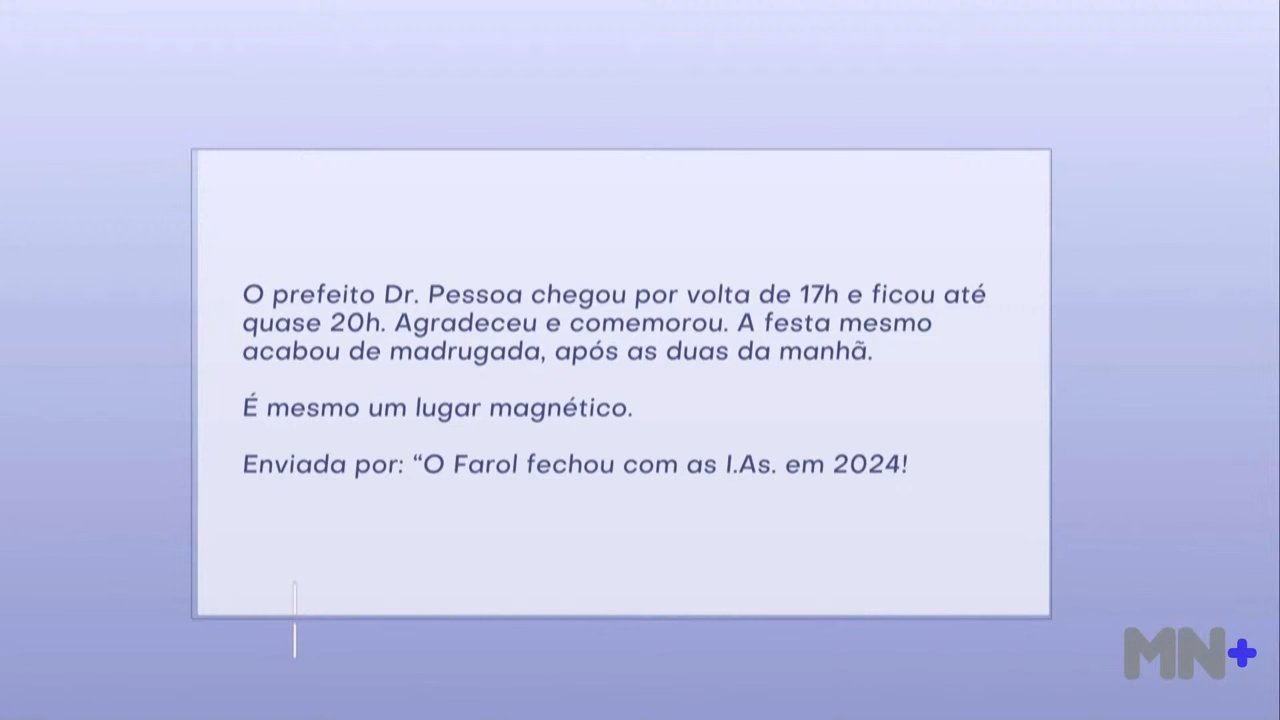 O prefeito Dr. Pessoa chegou por volta de 17h e ficou até
quase 20h. Agradeceu e comemorou. A festa mesmo
acabou de madrugada, após as duas da manhã.
É mesmo um lugar magnético.
Enviada por: “O Farol fechou com as I.As. em 2024!
MN+